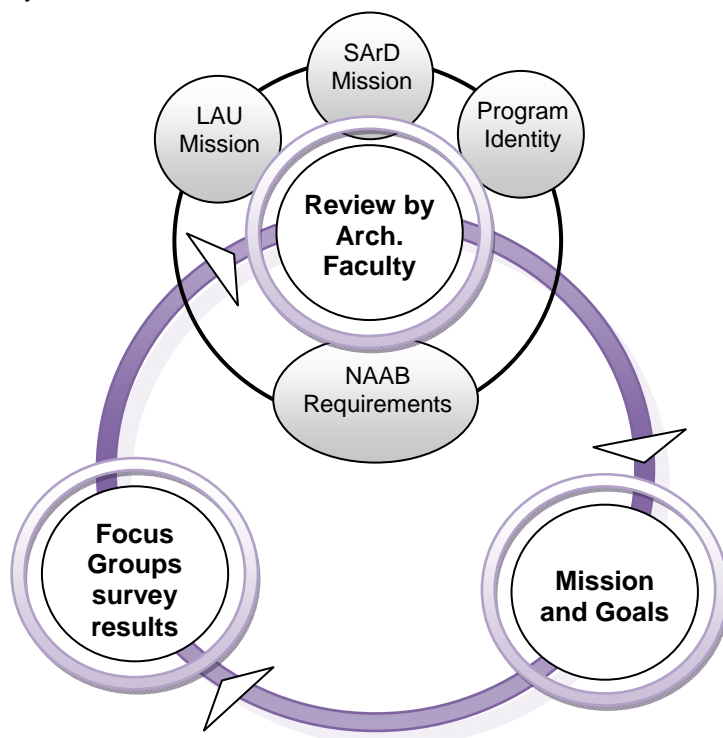 SArD
Mission
LAU
Mission
Program
Identity
Review by
Arch.
Faculty
NAAB
Requirements
Focus
Groups
survey
results
Mission
and Goals